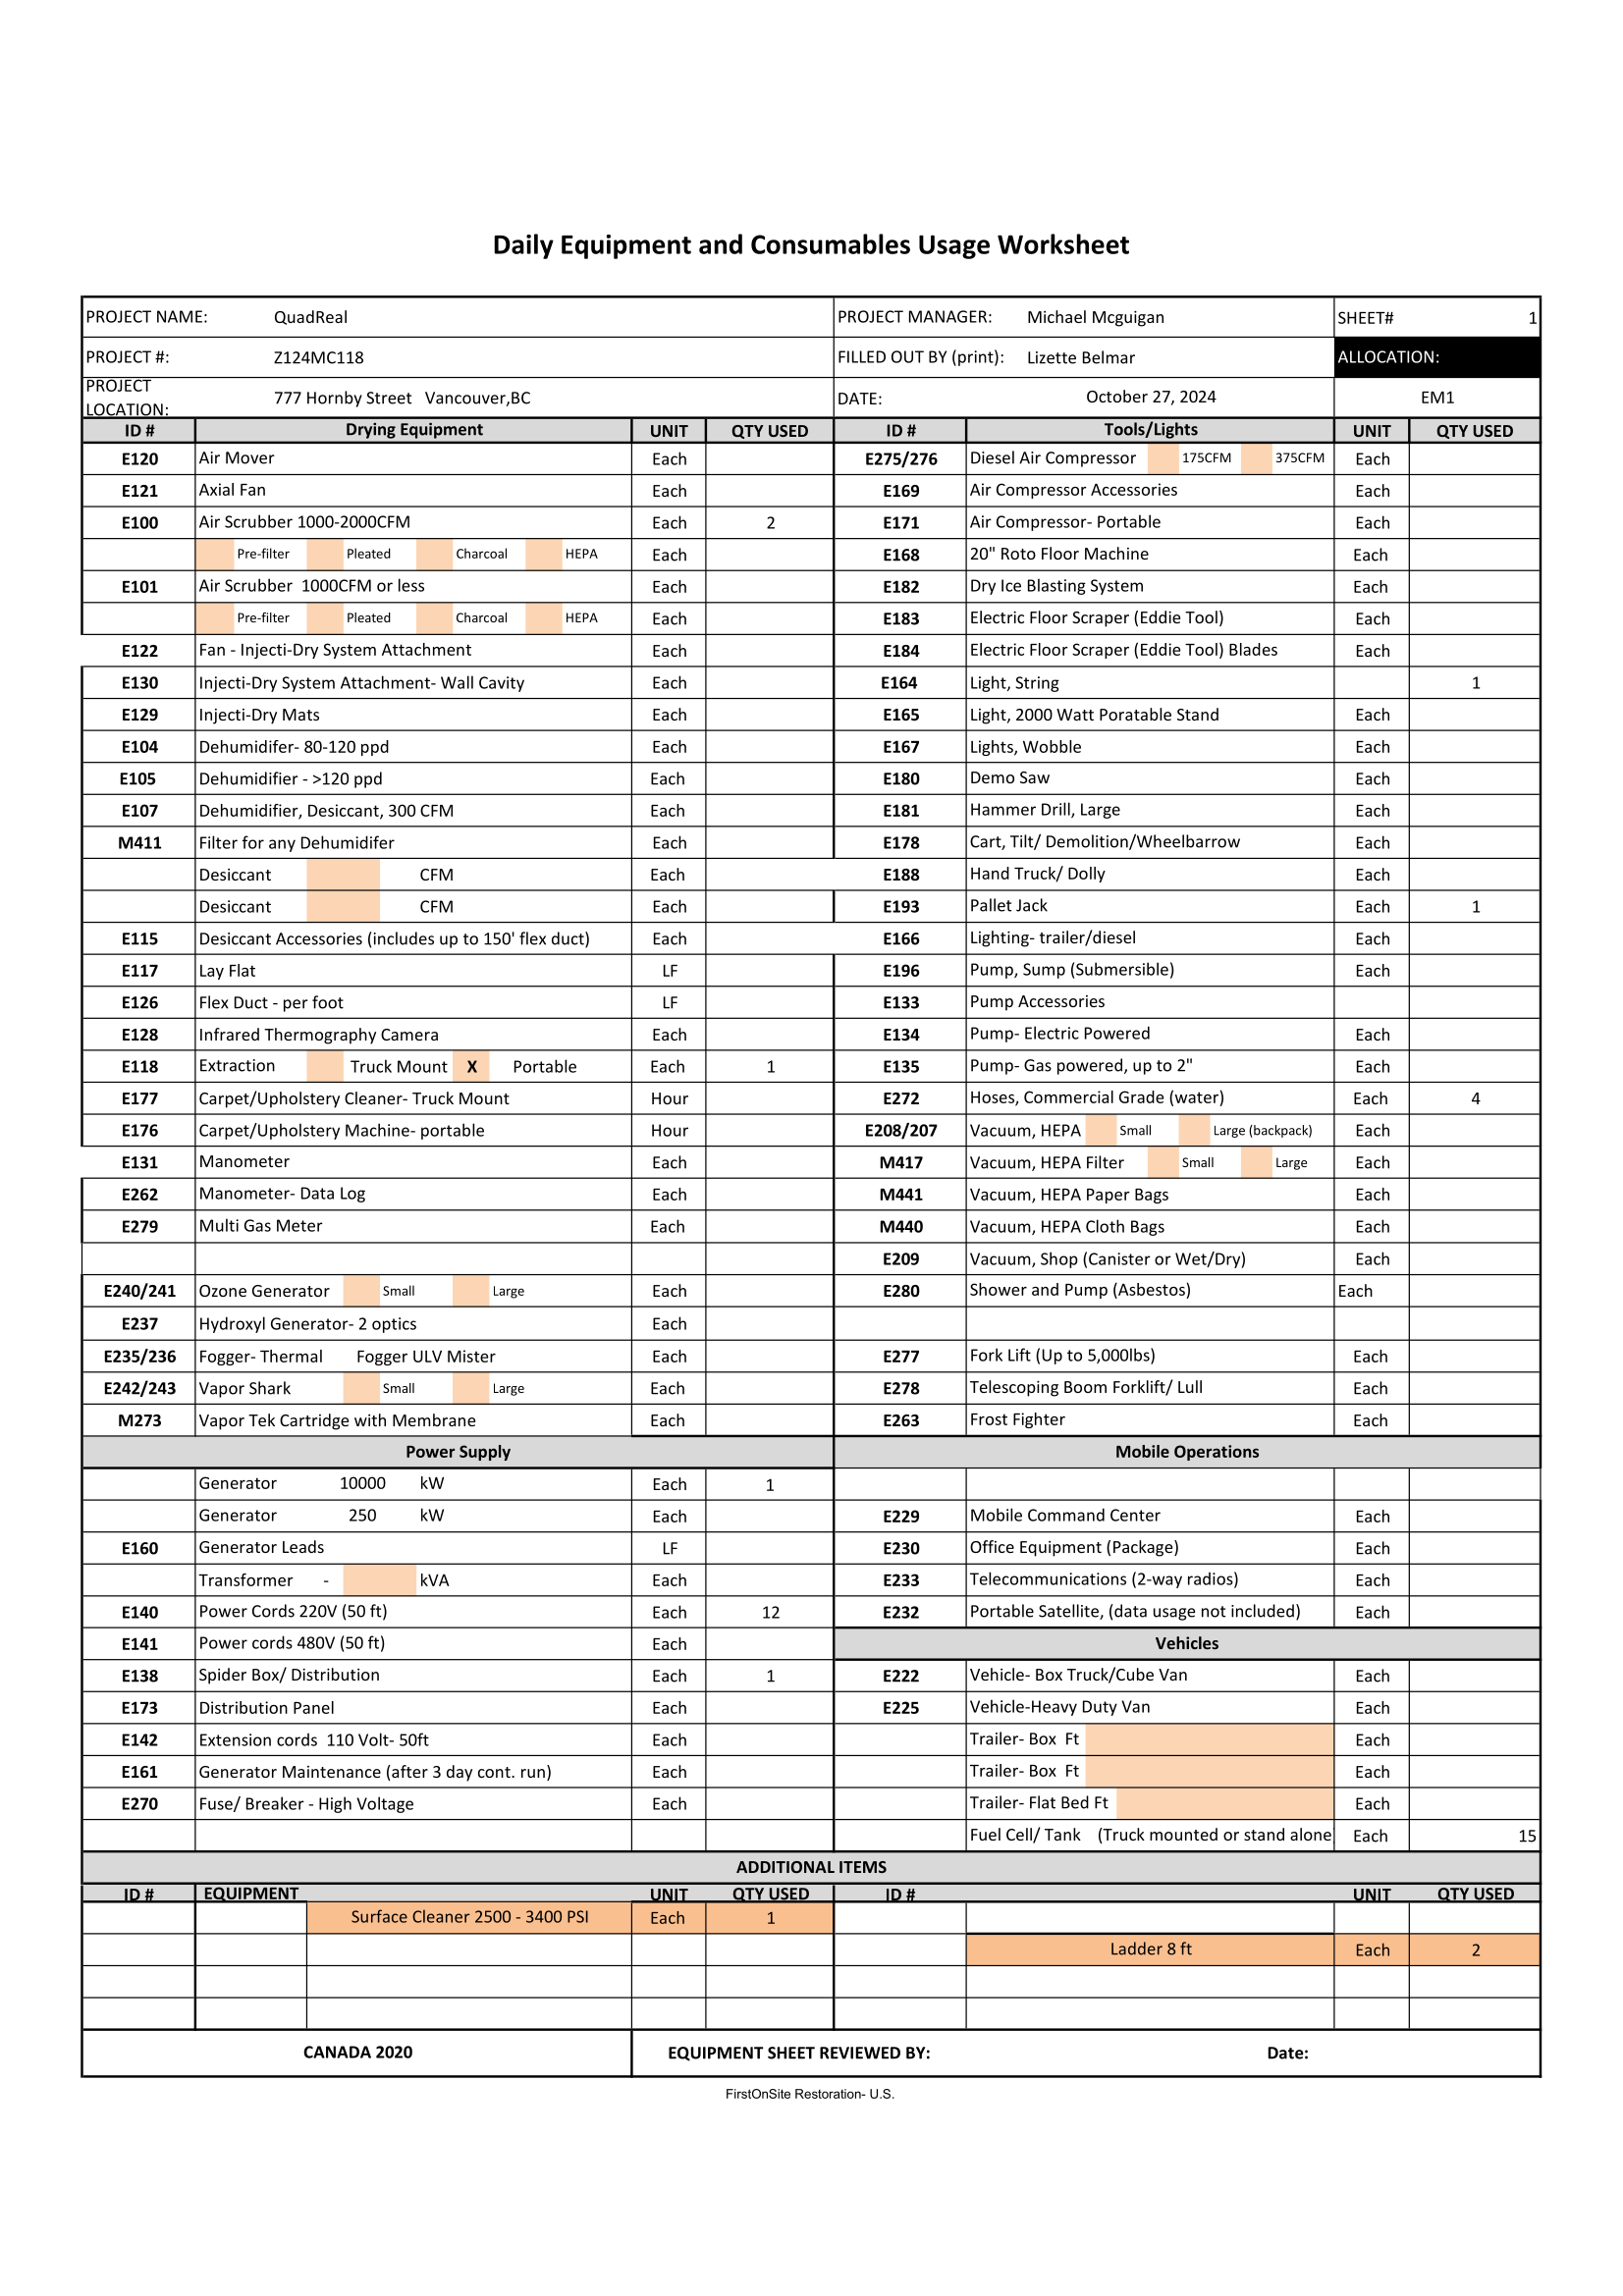 Daily Equipment and Consumables Usage Worksheet
PROJECT NAME: QuadReal PROJECT MANAGER: Michael Mcguigan SHEET# 1
PROJECT #: Z124MC118 FILLED OUT BY (print): Lizette Belmar ALLOCATION:
PROJECT LOCATION: 777 Hornby Street Vancouver,BC DATE: October 27, 2024 EM1
ID # Drying Equipment UNIT QTY USED ID # Tools/Lights UNIT QTY USED
E120 Air Mover Each E275/276 Diesel Air Compressor 175CFM 375CFM Each
E121 Axial Fan Each E169 Air Compressor Accessories Each
E100 Air Scrubber 1000-2000CFM Each 2 E171 Air Compressor- Portable Each
Pre-filter Pleated Charcoal HEPA Each E168 20" Roto Floor Machine Each
E101 Air Scrubber 1000CFM or less Each E182 Dry Ice Blasting System Each
Pre-filter Pleated Charcoal HEPA Each E183 Electric Floor Scraper (Eddie Tool) Each
E122 Fan - Injecti-Dry System Attachment Each E184 Electric Floor Scraper (Eddie Tool) Blades Each
E130 Injecti-Dry System Attachment- Wall Cavity Each E164 Light, String 1
E129 Injecti-Dry Mats Each E165 Light, 2000 Watt Poratable Stand Each
E104 Dehumidifer- 80-120 ppd Each E167 Lights, Wobble Each
E105 Dehumidifier - >120 ppd Each E180 Demo Saw Each
E107 Dehumidifier, Desiccant, 300 CFM Each E181 Hammer Drill, Large Each
M411 Filter for any Dehumidifer Each E178 Cart, Tilt/ Demolition/Wheelbarrow Each
Desiccant CFM Each E188 Hand Truck/ Dolly Each
Desiccant CFM Each E193 Pallet Jack Each 1
E115 Desiccant Accessories (includes up to 150' flex duct) Each E166 Lighting- trailer/diesel Each
E117 Lay Flat LF E196 Pump, Sump (Submersible) Each
E126 Flex Duct - per foot LF E133 Pump Accessories
E128 Infrared Thermography Camera Each E134 Pump- Electric Powered Each
E118 Extraction Truck Mount X Portable Each 1 E135 Pump- Gas powered, up to 2" Each
E177 Carpet/Upholstery Cleaner- Truck Mount Hour E272 Hoses, Commercial Grade (water) Each 4
E176 Carpet/Upholstery Machine- portable Hour E208/207 Vacuum, HEPA Small Large (backpack) Each
E131 Manometer Each M417 Vacuum, HEPA Filter Small Large Each
E262 Manometer- Data Log Each M441 Vacuum, HEPA Paper Bags Each
E279 Multi Gas Meter Each M440 Vacuum, HEPA Cloth Bags Each
E209 Vacuum, Shop (Canister or Wet/Dry) Each
E240/241 Ozone Generator Small Large Each E280 Shower and Pump (Asbestos) Each
E237 Hydroxyl Generator- 2 optics Each
E235/236 Fogger- Thermal Fogger ULV Mister Each E277 Fork Lift (Up to 5,000lbs) Each
E242/243 Vapor Shark Small Large Each E278 Telescoping Boom Forklift/ Lull Each
M273 Vapor Tek Cartridge with Membrane Each E263 Frost Fighter Each
Power Supply Mobile Operations
Generator 10000 kW Each 1
Generator 250 kW Each E229 Mobile Command Center Each
E160 Generator Leads LF E230 Office Equipment (Package) Each
Transformer - kVA Each E233 Telecommunications (2-way radios) Each
E140 Power Cords 220V (50 ft) Each 12 E232 Portable Satellite, (data usage not included) Each
E141 Power cords 480V (50 ft) Each Vehicles
E138 Spider Box/ Distribution Each 1 E222 Vehicle- Box Truck/Cube Van Each
E173 Distribution Panel Each E225 Vehicle-Heavy Duty Van Each
E142 Extension cords 110 Volt- 50ft Each Trailer- Box Ft Each
E161 Generator Maintenance (after 3 day cont. run) Each Trailer- Box Ft Each
E270 Fuse/ Breaker - High Voltage Each Trailer- Flat Bed Ft Each
Fuel Cell/ Tank (Truck mounted or stand alone Each 15
ADDITIONAL ITEMS
ID # EQUIPMENT UNIT QTY USED ID # UNIT QTY USED
Surface Cleaner 2500 - 3400 PSI Each 1
Ladder 8 ft Each 2
CANADA 2020 EQUIPMENT SHEET REVIEWED BY: Date:
FirstOnSite Restoration- U.S.